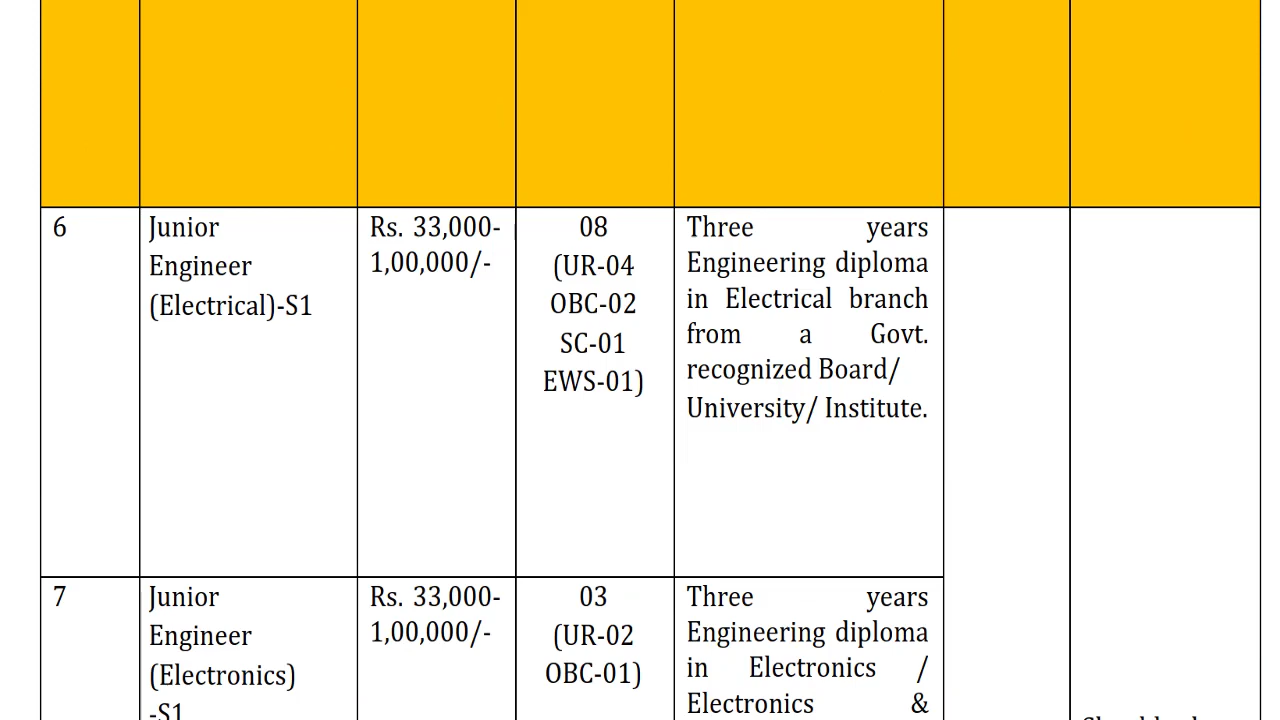 6
Junior
Engineer
(Electrical)-S1
Rs. 33,000-
1,00,000/-
08
(UR-04
OBC-02
SC-01
EWS-01)
Three years
Engineering diploma
in Electrical branch
from a Govt.
recognized Board/
University/ Institute.
7
Junior
Engineer
(Electronics)
-S1
Rs. 33,000-
1,00,000/-
03
(UR-02
OBC-01)
Three years
Engineering diploma
in Electronics /
Electronics &